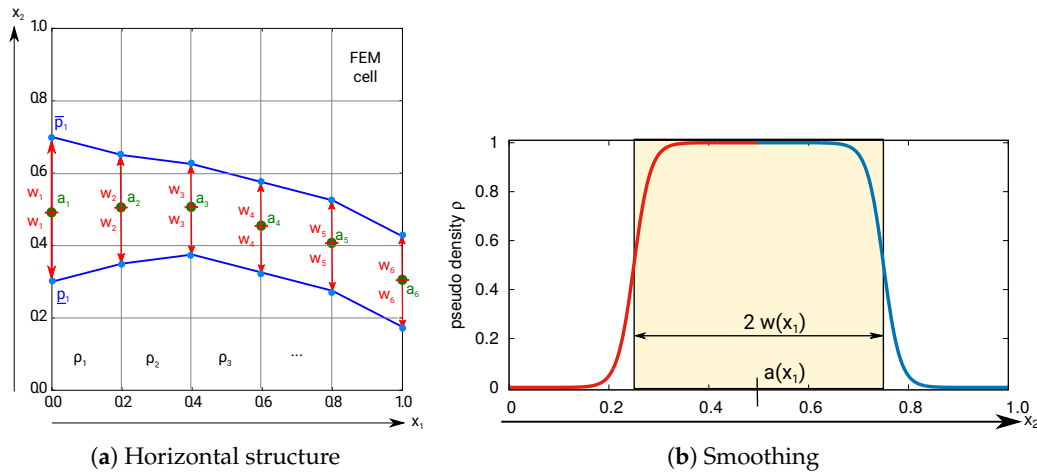 x₂
1.0
FEM
cell
0.8
p̅₁
0.6
w₁ a₁ w₂ a₂ w₃ a₃
w₁ w₂ w₃
w₄ a₄ w₅ a₅
w₄ w₅
0.4
w₆ a₆
w₆
p̲₁
0.2
ρ₁ ρ₂ ρ₃ ...
0.0
0.0 0.2 0.4 0.6 0.8 1.0
x₁
(a) Horizontal structure
pseudo density ρ
1
0.8
0.6
0.4
0.2
0
2 w(x₁)
a(x₁)
0 0.2 0.4 0.6 0.8 1.0
x₂
(b) Smoothing